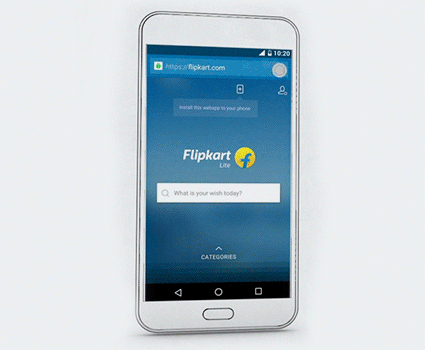 10:20
https://flipkart.com
Install this webapp to your phone
Flipkart
Lite
What is your wish today?
CATEGORIES